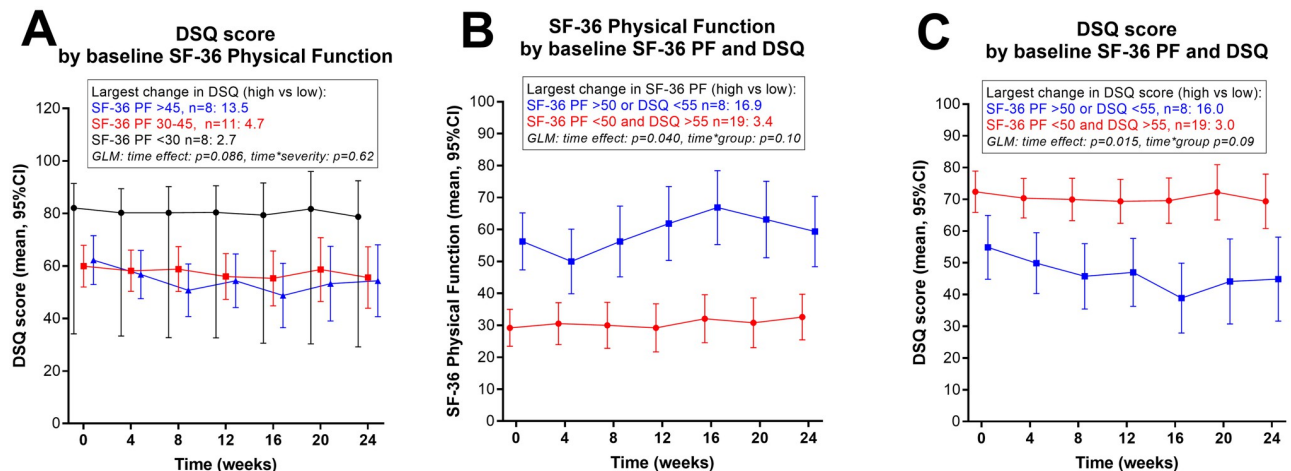 A
DSQ score
by baseline SF-36 Physical Function
Largest change in DSQ (high vs low):
SF-36 PF >45, n=8: 13.5
SF-36 PF 30-45, n=11: 4.7
SF-36 PF <30 n=8: 2.7
GLM: time effect: p=0.086, time*severity: p=0.62
DSQ score (mean, 95%CI)
120
100
80
60
40
20
0
0 4 8 12 16 20 24
Time (weeks)
B
SF-36 Physical Function
by baseline SF-36 PF and DSQ
Largest change in SF-36 PF (high vs low):
SF-36 PF >50 or DSQ <55 n=8: 16.9
SF-36 PF <50 and DSQ >55 n=19: 3.4
GLM: time effect: p=0.040, time*group: p=0.10
SF-36 Physical Function (mean, 95%CI)
100
90
80
70
60
50
40
30
20
10
0
0 4 8 12 16 20 24
Time (weeks)
C
DSQ score
by baseline SF-36 PF and DSQ
Largest change in DSQ score (high vs low):
SF-36 PF >50 or DSQ <55, n=8: 16.0
SF-36 PF <50 and DSQ >55, n=19: 3.0
GLM: time effect: p=0.015, time*group p=0.09
DSQ score (mean, 95%CI)
100
90
80
70
60
50
40
30
20
10
0
0 4 8 12 16 20 24
Time (weeks)